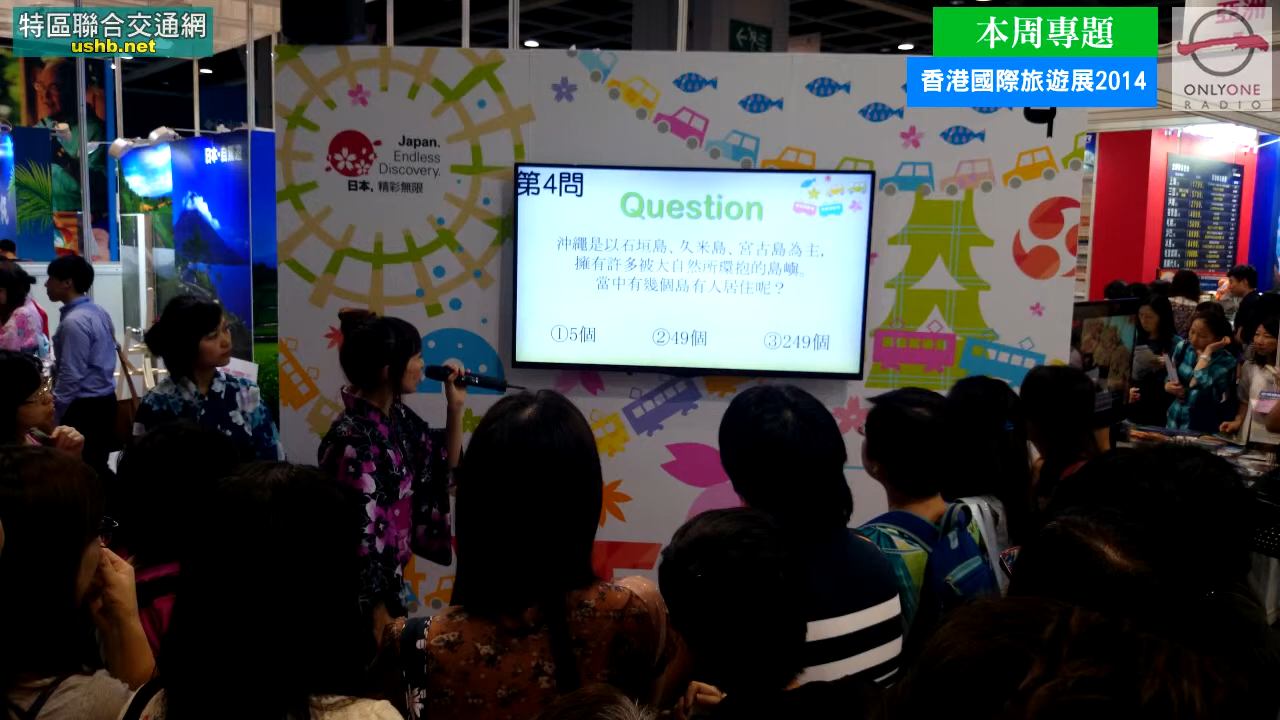 特區聯合交通網
ushb.net
本周專題
香港國際旅遊展2014
亞洲
ONLYONE
RADIO
Japan.
Endless
Discovery.
日本, 精彩無限
第4問
Question
沖繩是以石垣島、久米島、宮古島為主,
擁有許多被大自然所環抱的島嶼。
當中有幾個島有人居住呢？
①5個
②49個
③249個